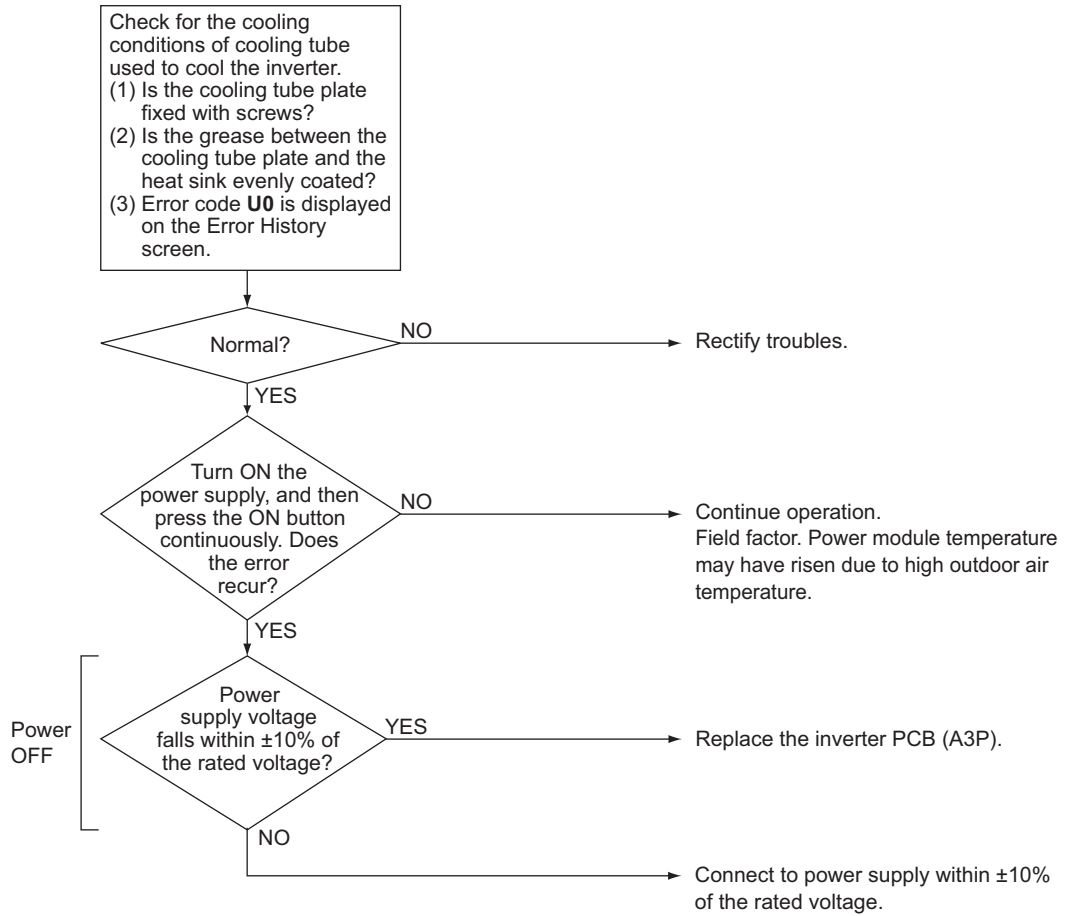 Check for the cooling
conditions of cooling tube
used to cool the inverter.
(1) Is the cooling tube plate
fixed with screws?
(2) Is the grease between the
cooling tube plate and the
heat sink evenly coated?
(3) Error code U0 is displayed
on the Error History
screen.
Normal?
NO
Rectify troubles.
YES
Turn ON the
power supply, and then
press the ON button
continuously. Does
the error
recur?
NO
Continue operation.
Field factor. Power module temperature
may have risen due to high outdoor air
temperature.
YES
Power
OFF
Power
supply voltage
falls within ±10% of
the rated voltage?
YES
Replace the inverter PCB (A3P).
NO
Connect to power supply within ±10%
of the rated voltage.